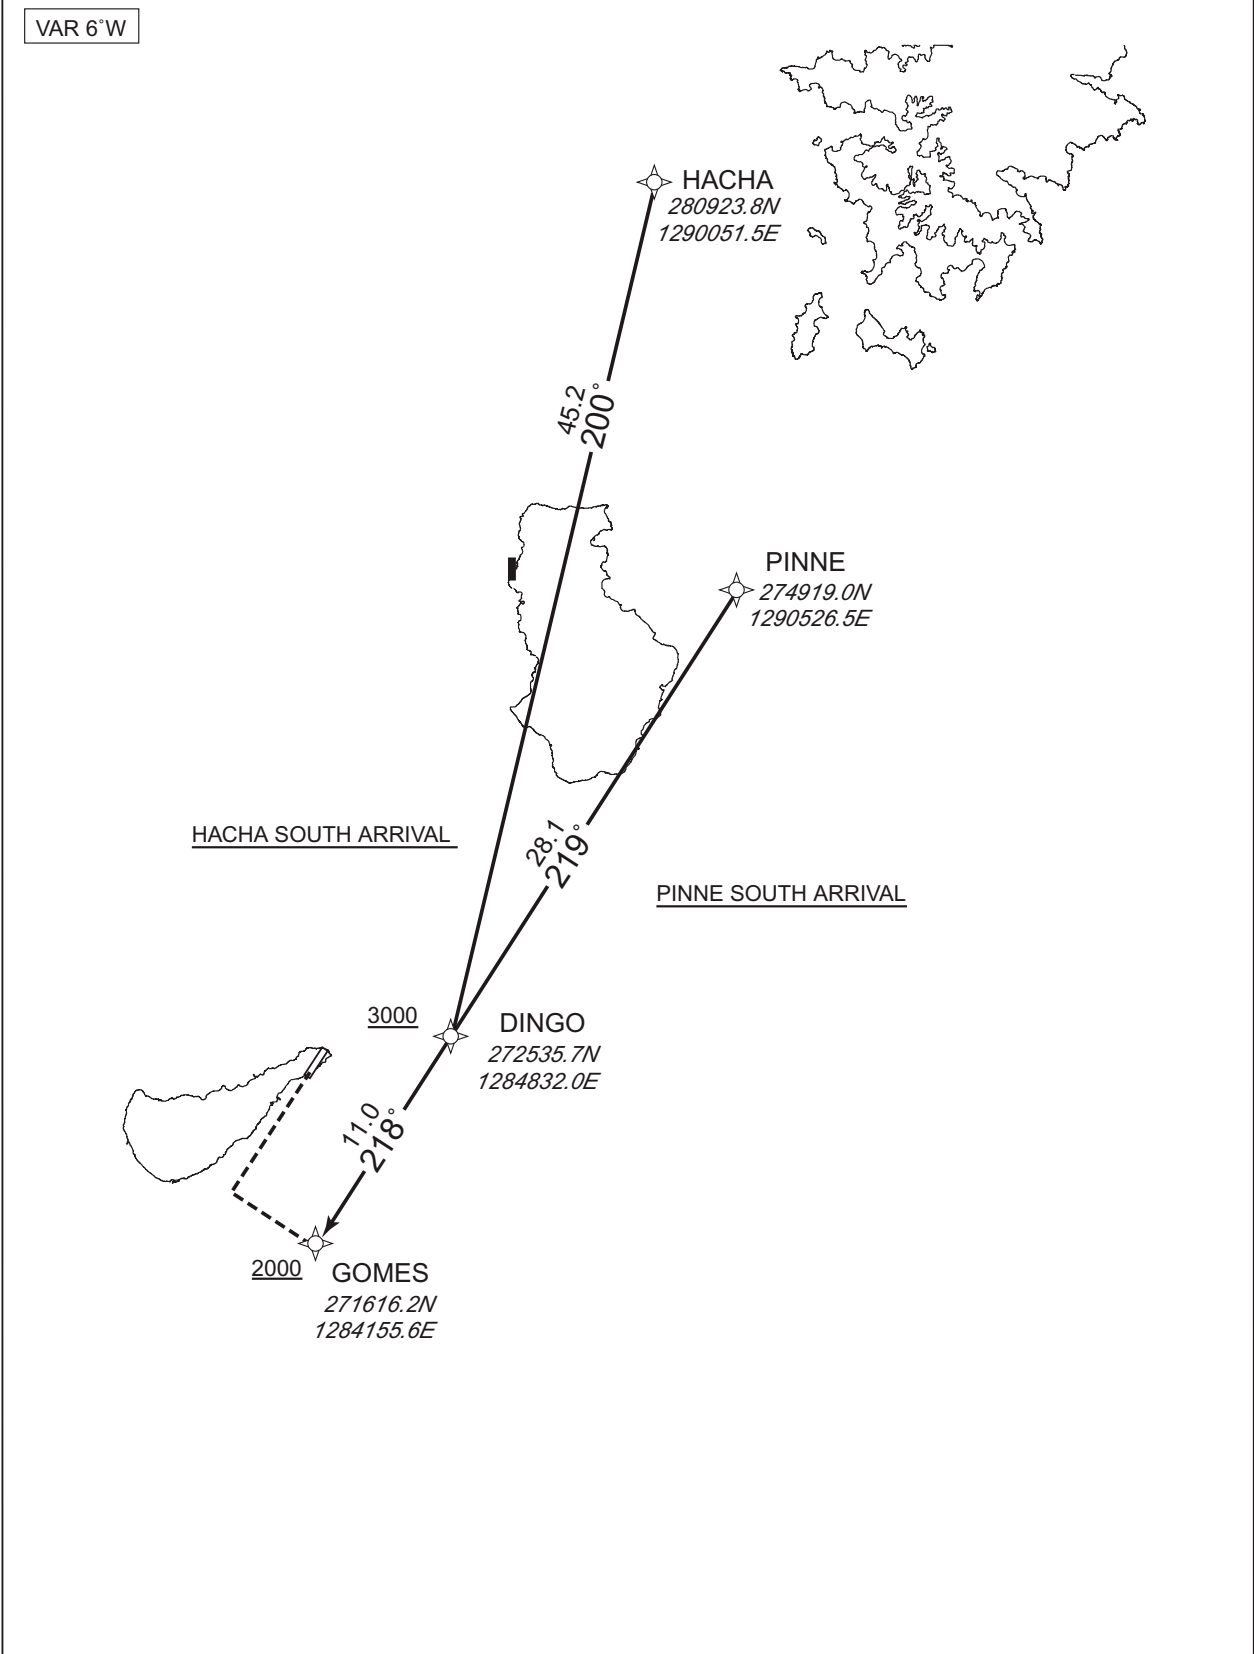 VAR 6°W
HACHA
280923.8N
1290051.5E
45.2
200°
PINNE
274919.0N
1290526.5E
HACHA SOUTH ARRIVAL
28.1
219°
PINNE SOUTH ARRIVAL
3000
DINGO
272535.7N
1284832.0E
11.0
218°
2000
GOMES
271616.2N
1284155.6E